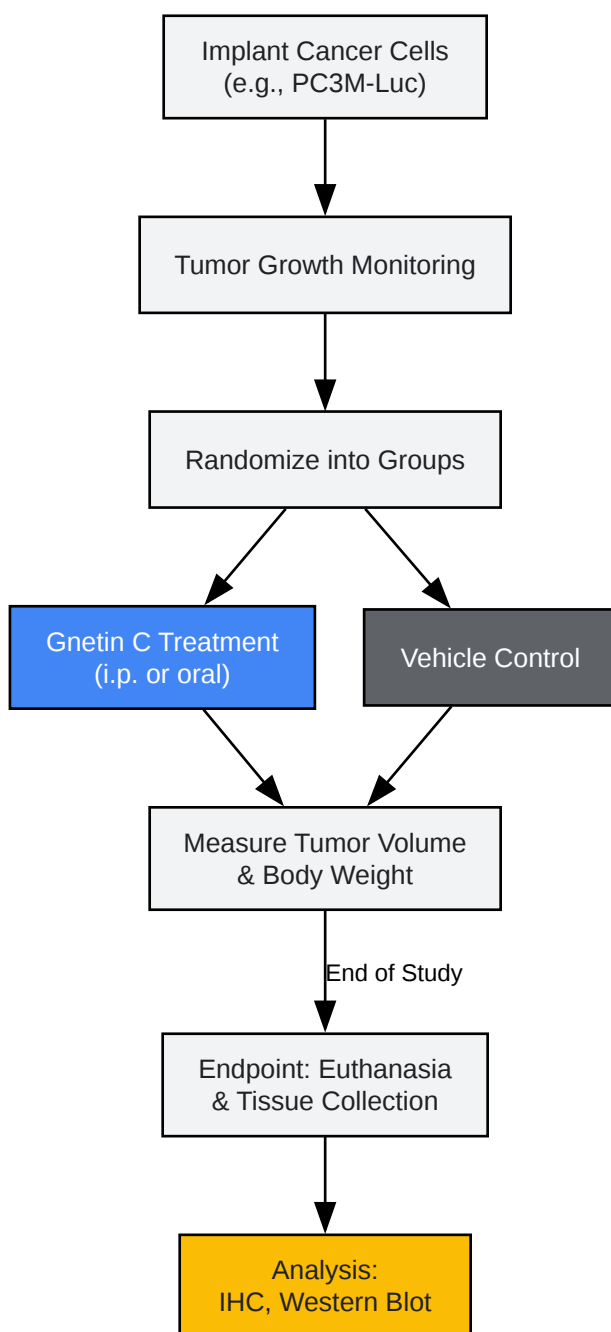 Implant Cancer Cells
(e.g., PC3M-Luc)
Tumor Growth Monitoring
Randomize into Groups
Gnetin C Treatment
(i.p. or oral)
Vehicle Control
Measure Tumor Volume
& Body Weight
End of Study
Endpoint: Euthanasia
& Tissue Collection
Analysis:
IHC, Western Blot